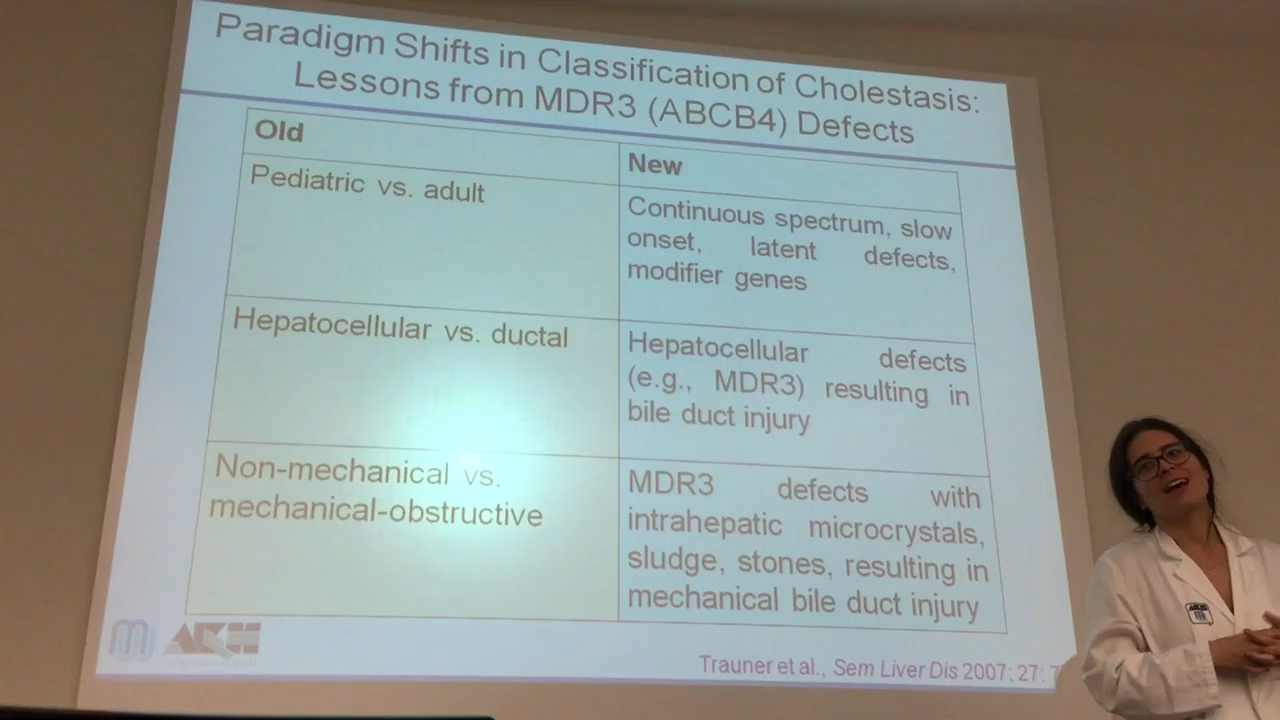 Paradigm Shifts in Classification of Cholestasis:
Lessons from MDR3 (ABCB4) Defects
Old
New
Pediatric vs. adult
Continuous spectrum, slow
onset, latent defects,
modifier genes
Hepatocellular vs. ductal
Hepatocellular defects
(e.g., MDR3) resulting in
bile duct injury
Non-mechanical vs.
mechanical-obstructive
MDR3 defects with
intrahepatic microcrystals,
sludge, stones, resulting in
mechanical bile duct injury
AKH
Trauner et al., Sem Liver Dis 2007; 27: